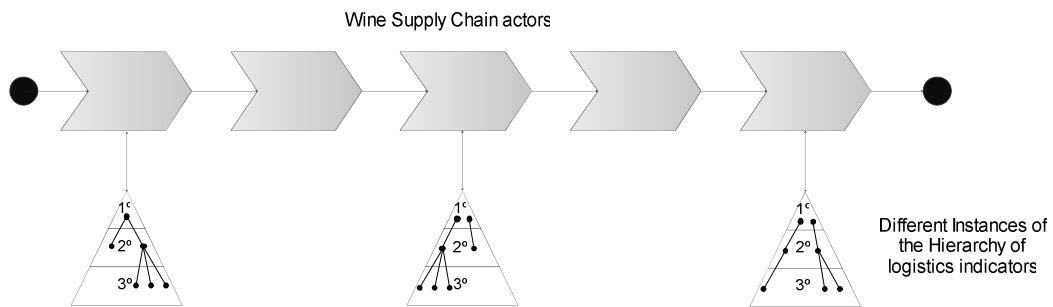 Wine Supply Chain actors
1º
2º
3º
1º
2º
3º
1º
2º
3º
Different Instances of
the Hierarchy of
logistics indicators